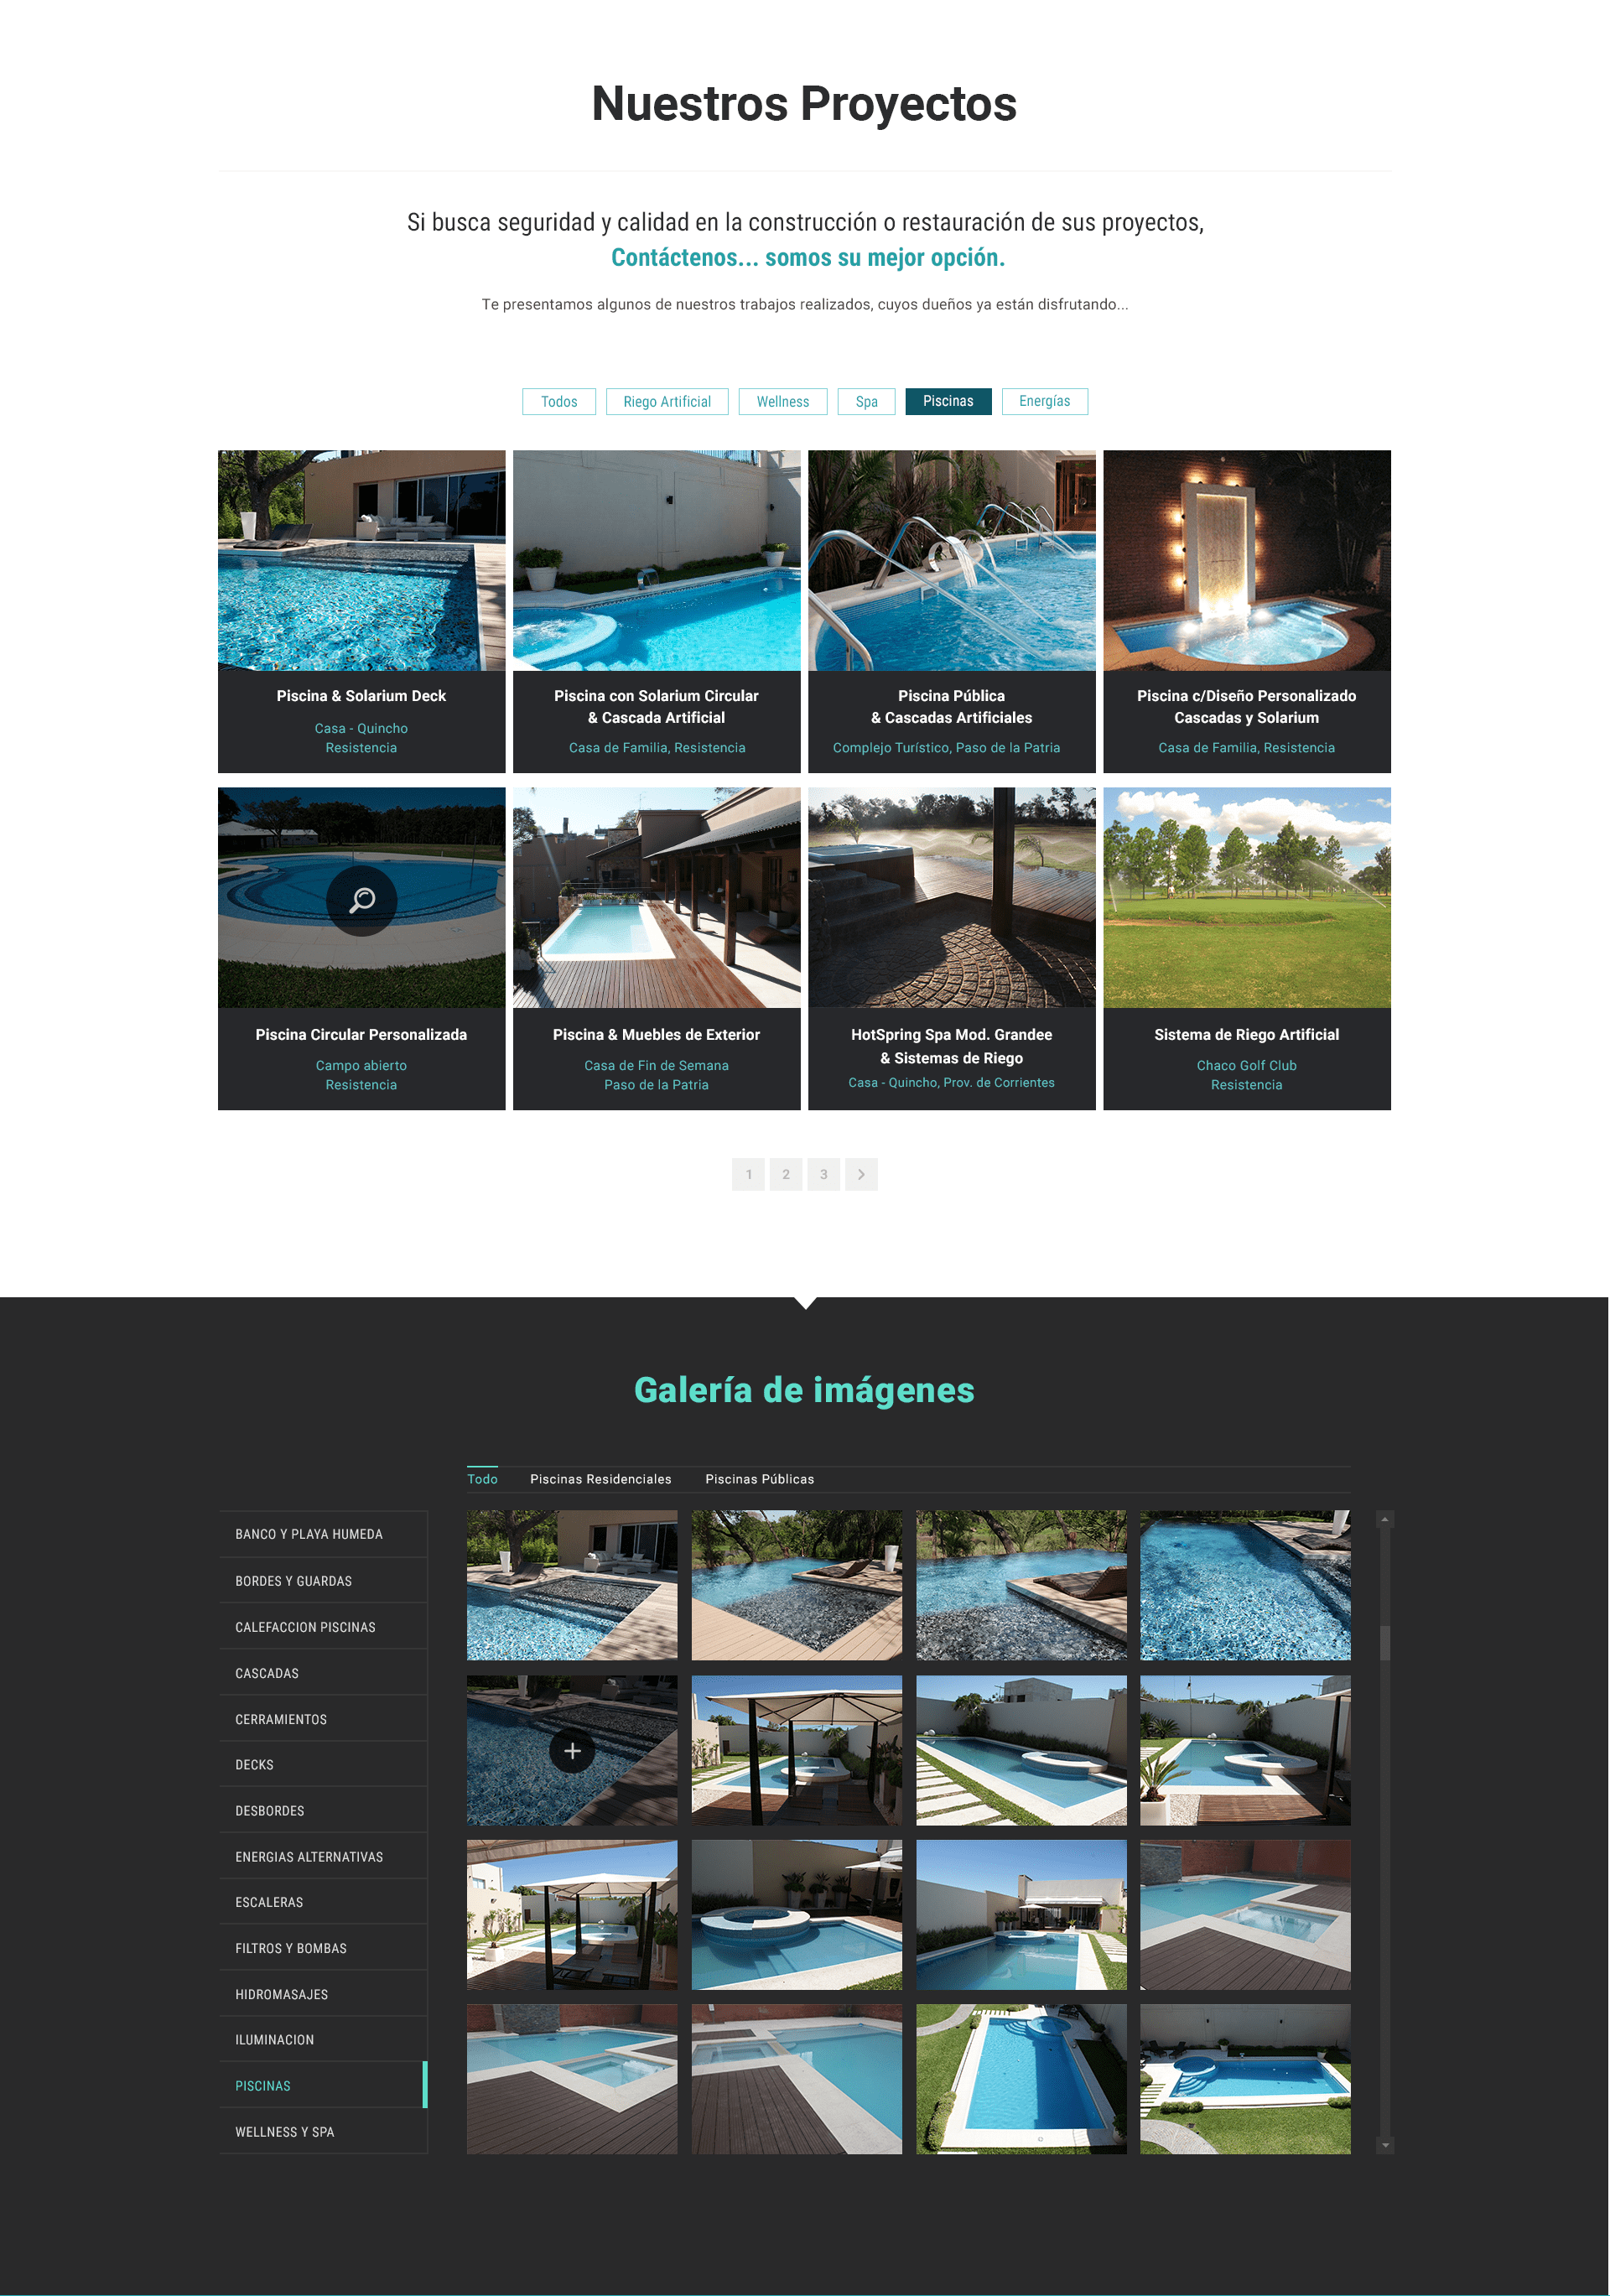 Nuestros Proyectos
Si busca seguridad y calidad en la construcción o restauración de sus proyectos,
Contáctenos... somos su mejor opción.
Te presentamos algunos de nuestros trabajos realizados, cuyos dueños ya están disfrutando...
Todos Riego Artificial Wellness Spa Piscinas Energías
Piscina & Solarium Deck
Casa - Quincho
Resistencia
Piscina con Solarium Circular
& Cascada Artificial
Casa de Familia, Resistencia
Piscina Pública
& Cascadas Artificiales
Complejo Turístico, Paso de la Patria
Piscina c/Diseño Personalizado
Cascadas y Solarium
Casa de Familia, Resistencia
Piscina Circular Personalizada
Campo abierto
Resistencia
Piscina & Muebles de Exterior
Casa de Fin de Semana
Paso de la Patria
HotSpring Spa Mod. Grandee
& Sistemas de Riego
Casa - Quincho, Prov. de Corrientes
Sistema de Riego Artificial
Chaco Golf Club
Resistencia
1 2 3
Galería de imágenes
Todo Piscinas Residenciales Piscinas Públicas
BANCO Y PLAYA HUMEDA
BORDES Y GUARDAS
CALEFACCION PISCINAS
CASCADAS
CERRAMIENTOS
DECKS
DESBORDES
ENERGIAS ALTERNATIVAS
ESCALERAS
FILTROS Y BOMBAS
HIDROMASAJES
ILUMINACION
PISCINAS
WELLNESS Y SPA